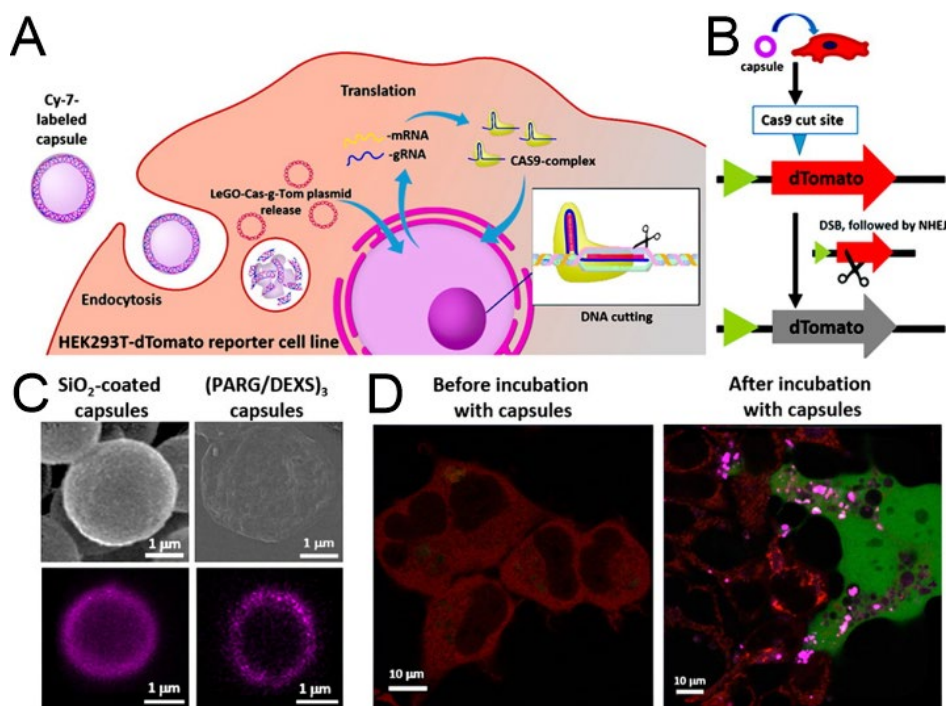 A
Cy-7-
labeled
capsule
Translation
-mRNA
-gRNA
CAS9-complex
LeGO-Cas-g-Tom plasmid
release
Endocytosis
DNA cutting
HEK293T-dTomato reporter cell line
B
capsule
Cas9 cut site
dTomato
DSB, followed by NHEJ
dTomato
C
SiO₂-coated
capsules
(PARG/DEXS)₃
capsules
1 µm
1 µm
1 µm
1 µm
D
Before incubation
with capsules
After incubation
with capsules
10 µm
10 µm